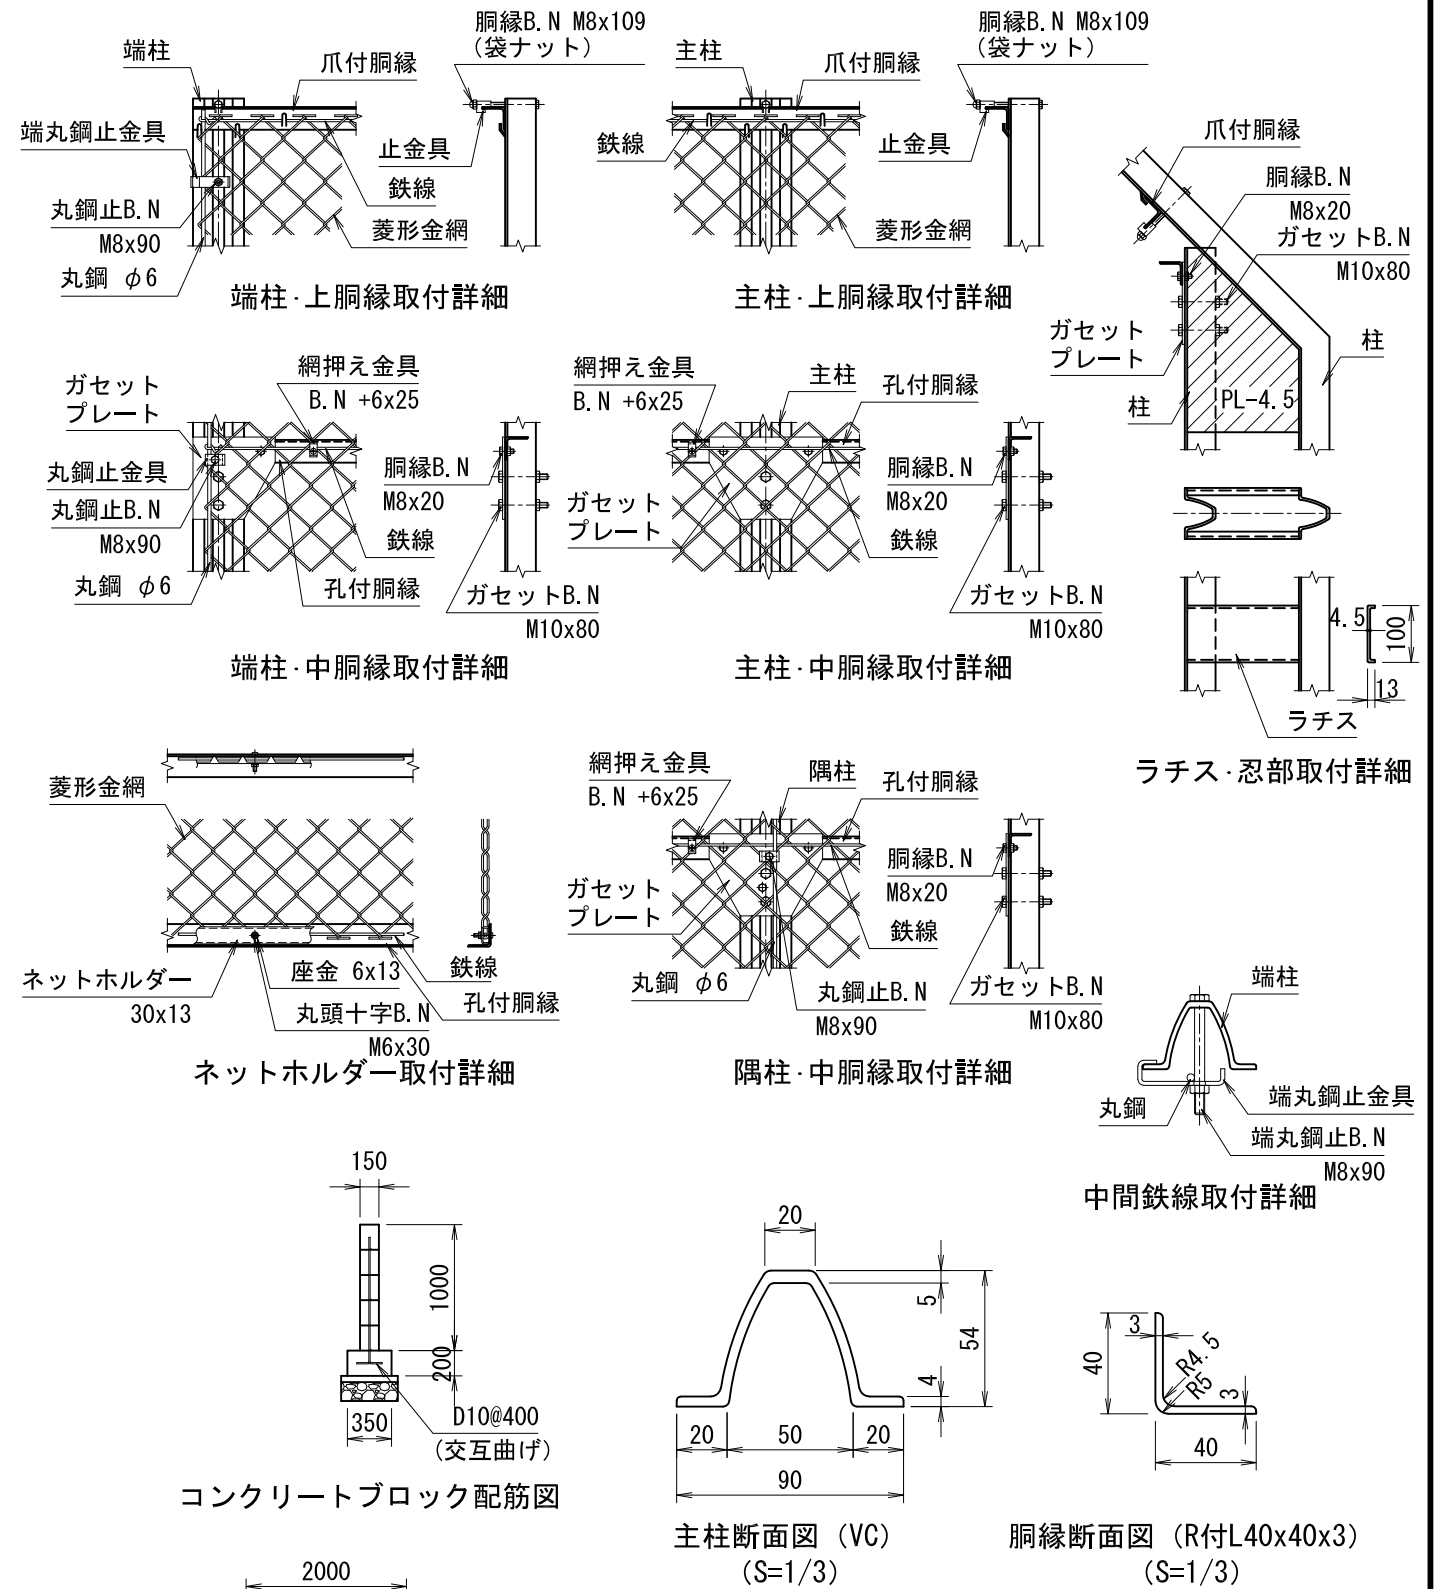 端柱
爪付胴縁
胴縁B.N M8x109
(袋ナット)
端丸鋼止金具
止金具
鉄線
丸鋼止B.N
M8x90
菱形金網
丸鋼 φ6
端柱・上胴縁取付詳細
主柱
爪付胴縁
胴縁B.N M8x109
(袋ナット)
鉄線
止金具
菱形金網
主柱・上胴縁取付詳細
爪付胴縁
胴縁B.N
M8x20
ガセットB.N
M10x80
ガセット
プレート
柱
柱
PL-4.5
4.5
100
13
ラチス
ラチス・忍部取付詳細
ガセット
プレート
網押え金具
B.N +6x25
丸鋼止金具
丸鋼止B.N
M8x90
胴縁B.N
M8x20
鉄線
丸鋼 φ6
孔付胴縁
ガセットB.N
M10x80
端柱・中胴縁取付詳細
網押え金具
B.N +6x25
主柱
孔付胴縁
ガセット
プレート
胴縁B.N
M8x20
鉄線
ガセットB.N
M10x80
主柱・中胴縁取付詳細
菱形金網
ネットホルダー
30x13
座金 6x13
鉄線
丸頭十字B.N
M6x30
孔付胴縁
ネットホルダー取付詳細
網押え金具
B.N +6x25
隅柱
孔付胴縁
ガセット
プレート
胴縁B.N
M8x20
鉄線
丸鋼 φ6
丸鋼止B.N
M8x90
ガセットB.N
M10x80
隅柱・中胴縁取付詳細
端柱
丸鋼
端丸鋼止金具
端丸鋼止B.N
M8x90
中間鉄線取付詳細
150
1000
200
350
D10@400
(交互曲げ)
コンクリートブロック配筋図
20
5
54
4
20
50
20
90
主柱断面図 (VC)
(S=1/3)
3
40
R4.5
R5
3
40
胴縁断面図 (R付L40x40x3)
(S=1/3)
2000